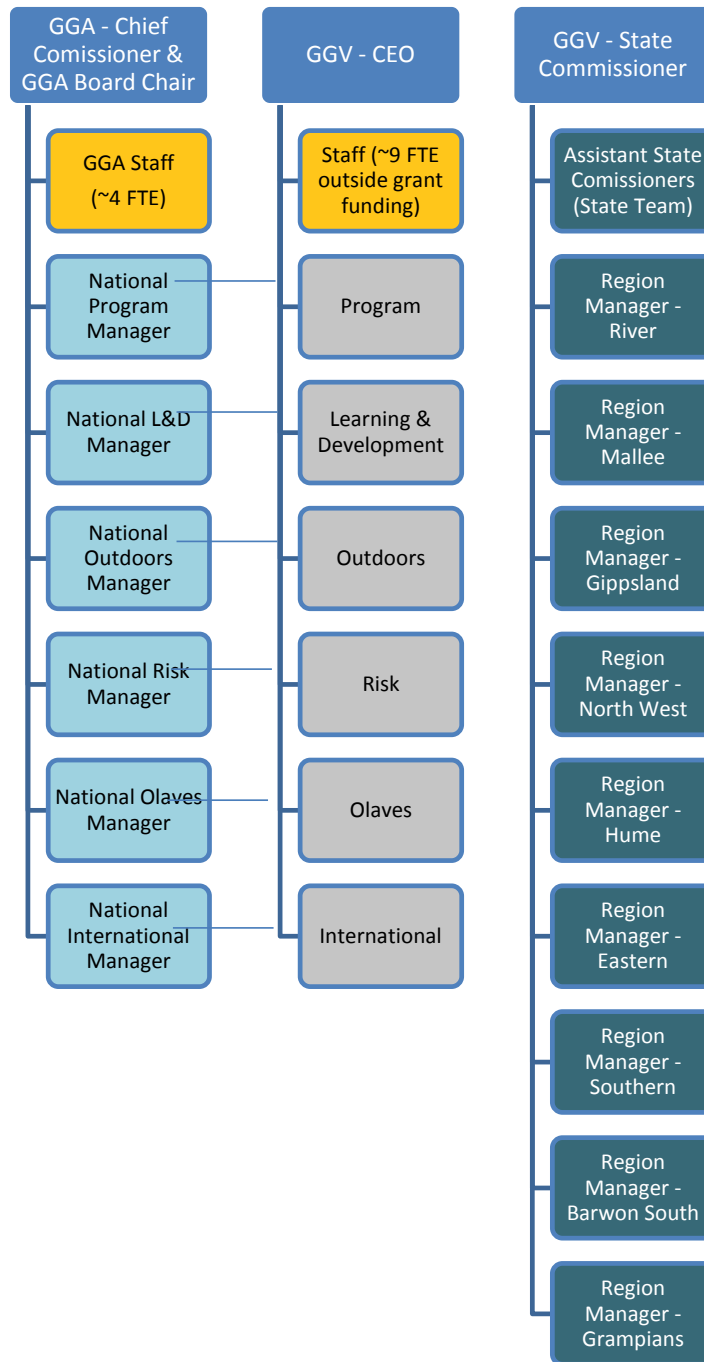 GGA - Chief
Comissioner &
GGA Board Chair
GGA Staff
(~4 FTE)
National
Program
Manager
National L&D
Manager
National
Outdoors
Manager
National Risk
Manager
National Olaves
Manager
National
International
Manager
GGV - CEO
Staff (~9 FTE
outside grant
funding)
Program
Learning &
Development
Outdoors
Risk
Olaves
International
GGV - State
Commissioner
Assistant State
Comissioners
(State Team)
Region
Manager -
River
Region
Manager -
Mallee
Region
Manager -
Gippsland
Region
Manager -
North West
Region
Manager -
Hume
Region
Manager -
Eastern
Region
Manager -
Southern
Region
Manager -
Barwon South
Region
Manager -
Grampians